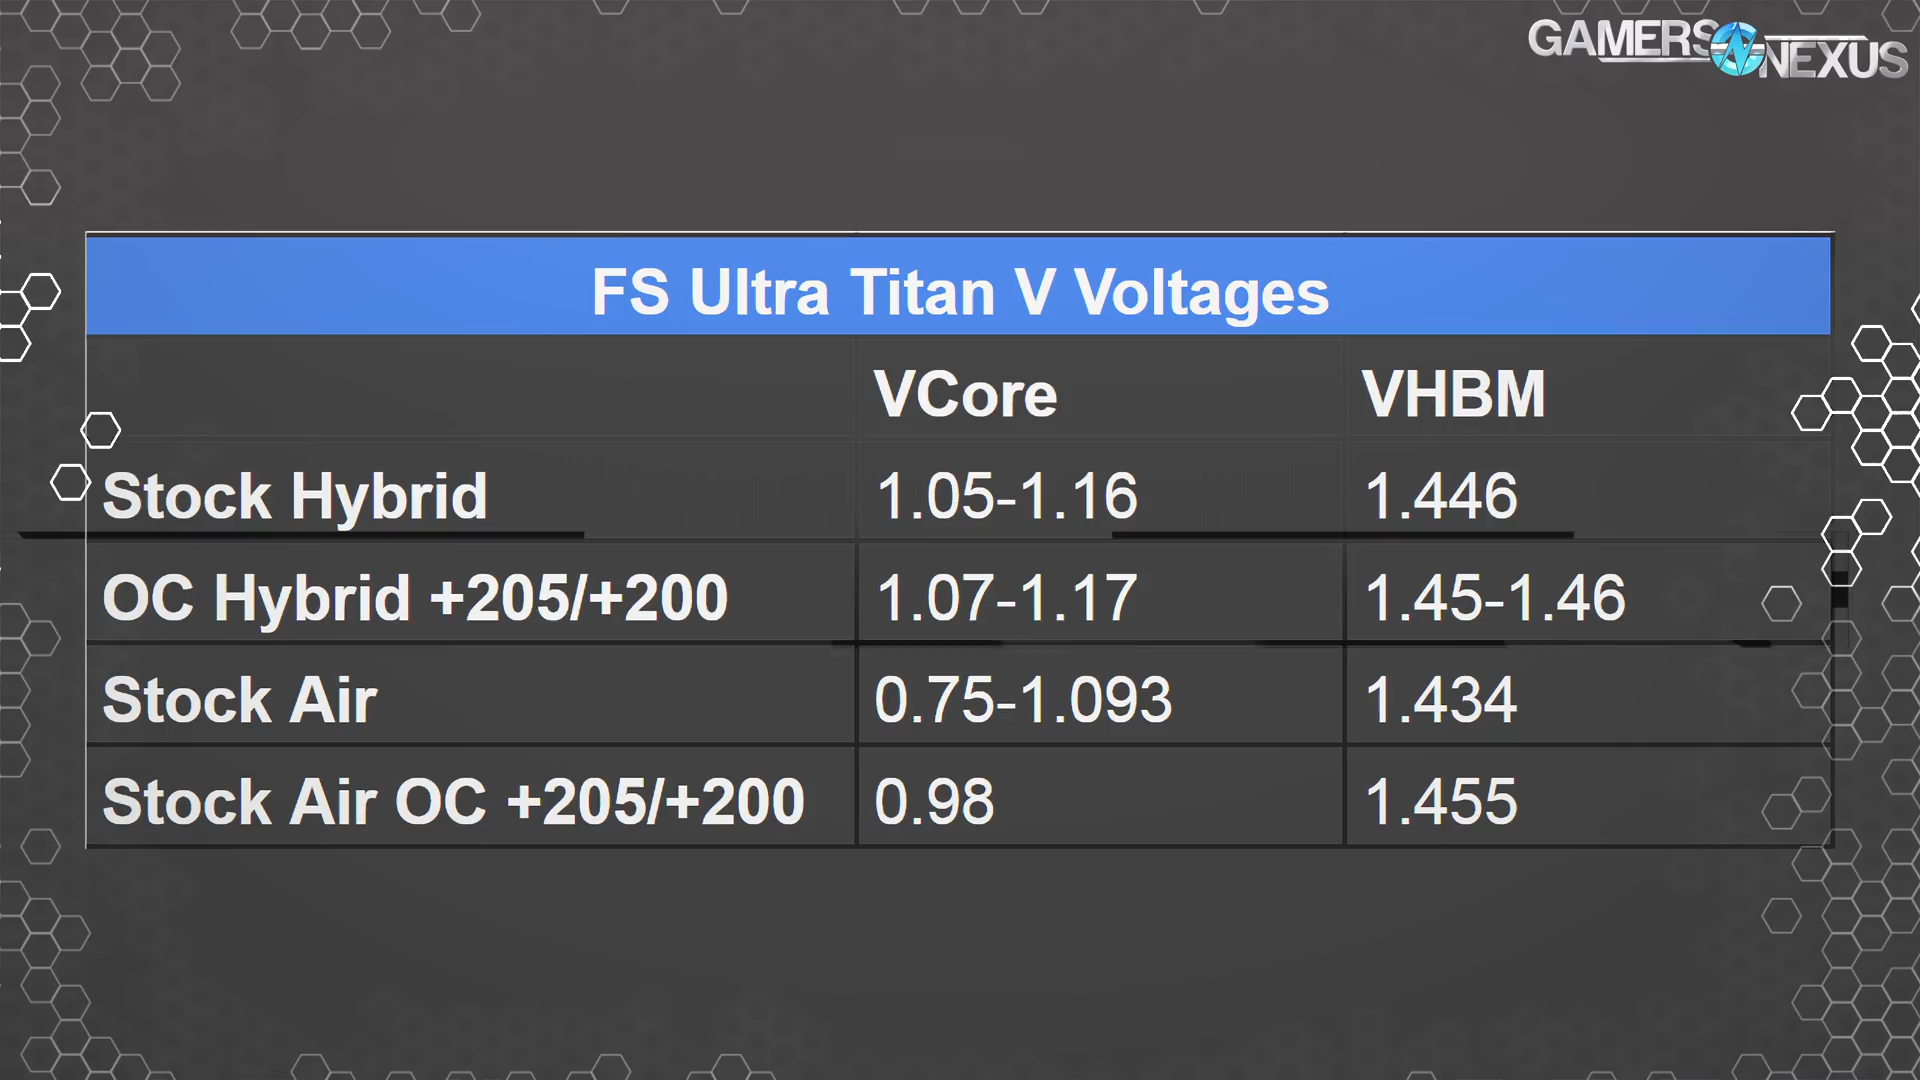 GAMERS NEXUS
FS Ultra Titan V Voltages
VCore VHBM
Stock Hybrid 1.05-1.16 1.446
OC Hybrid +205/+200 1.07-1.17 1.45-1.46
Stock Air 0.75-1.093 1.434
Stock Air OC +205/+200 0.98 1.455